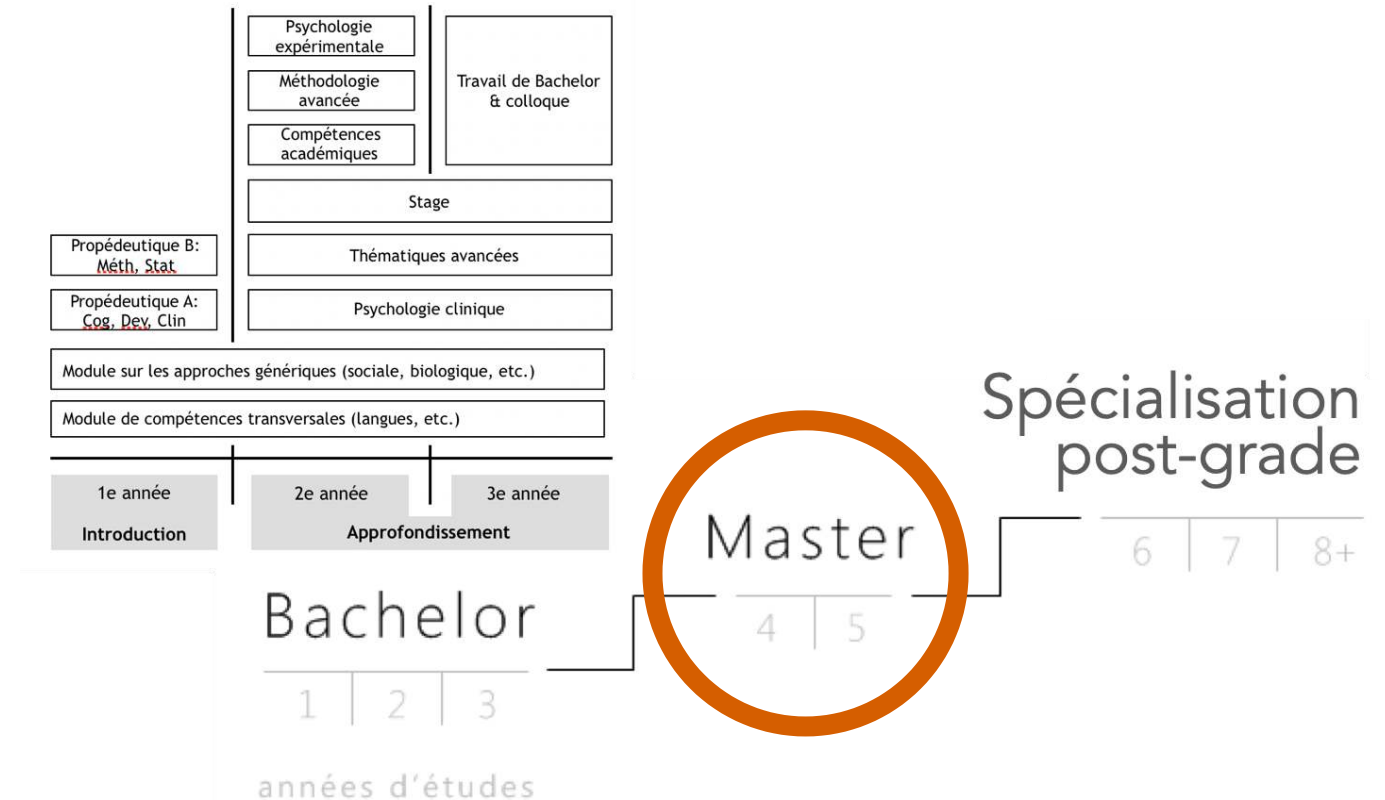 Psychologie
expérimentale
Méthodologie
avancée
Compétences
académiques
Travail de Bachelor
& colloque
Stage
Propédeutique B:
Méth, Stat
Thématiques avancées
Propédeutique A:
Cog, Dev, Clin
Psychologie clinique
Module sur les approches génériques (sociale, biologique, etc.)
Module de compétences transversales (langues, etc.)
1e année
2e année
3e année
Introduction
Approfondissement
Bachelor
1 2 3
années d'études
Master
4 5
Spécialisation
post-grade
6 7 8+